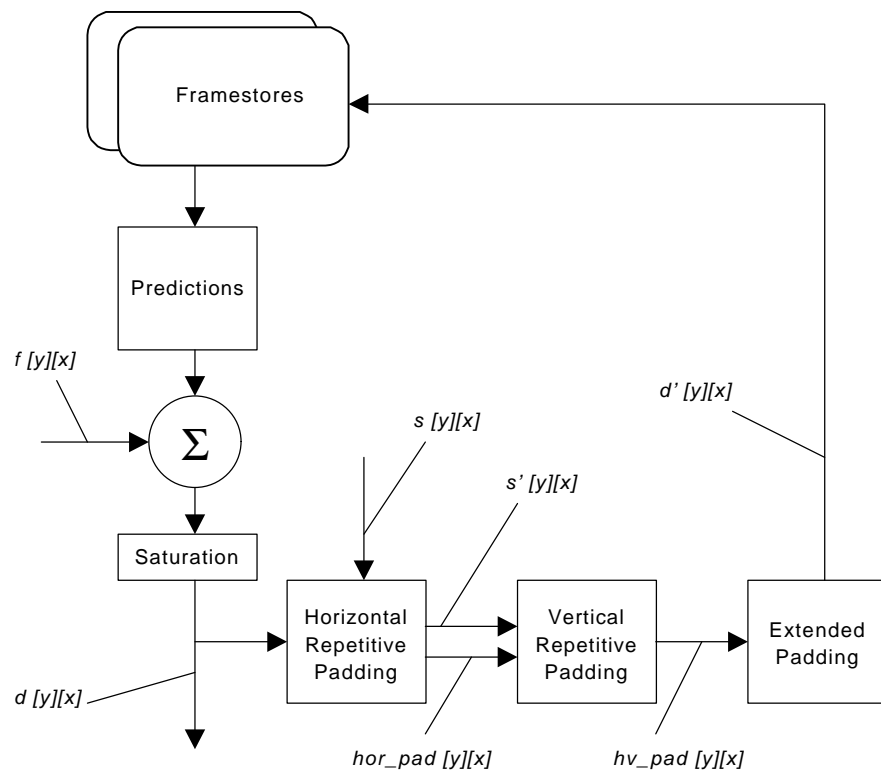 Framestores
Predictions
f [y][x]
Σ
d' [y][x]
s [y][x]
s' [y][x]
Saturation
Horizontal
Repetitive
Padding
Vertical
Repetitive
Padding
Extended
Padding
d [y][x]
hor_pad [y][x]
hv_pad [y][x]